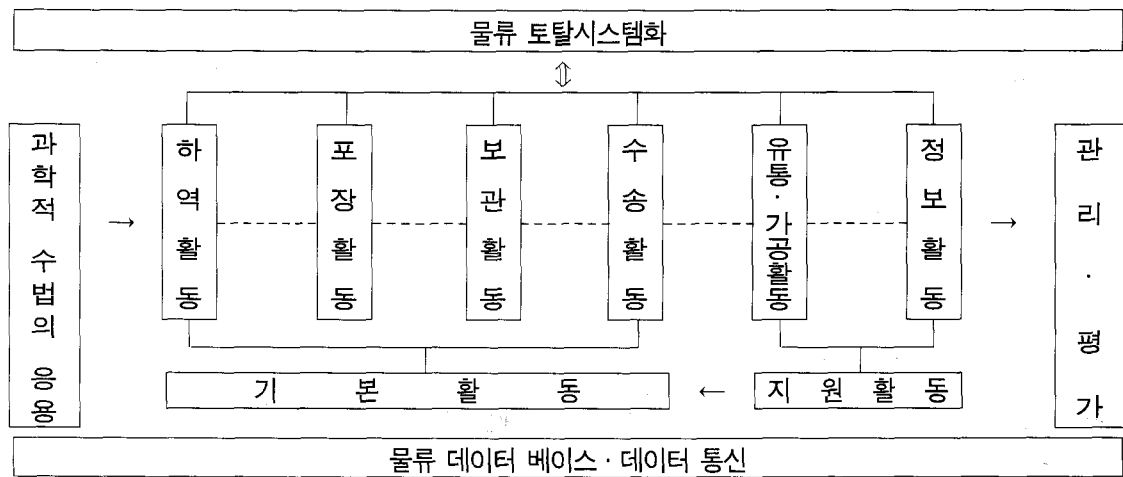 물류 토탈시스템화
⇕
과학적 수법의 응용
→
하역활동
포장활동
보관활동
수송활동
유통·가공활동
정보활동
→
관리·평가
기본활동
←
지원활동
물류 데이터 베이스·데이터 통신